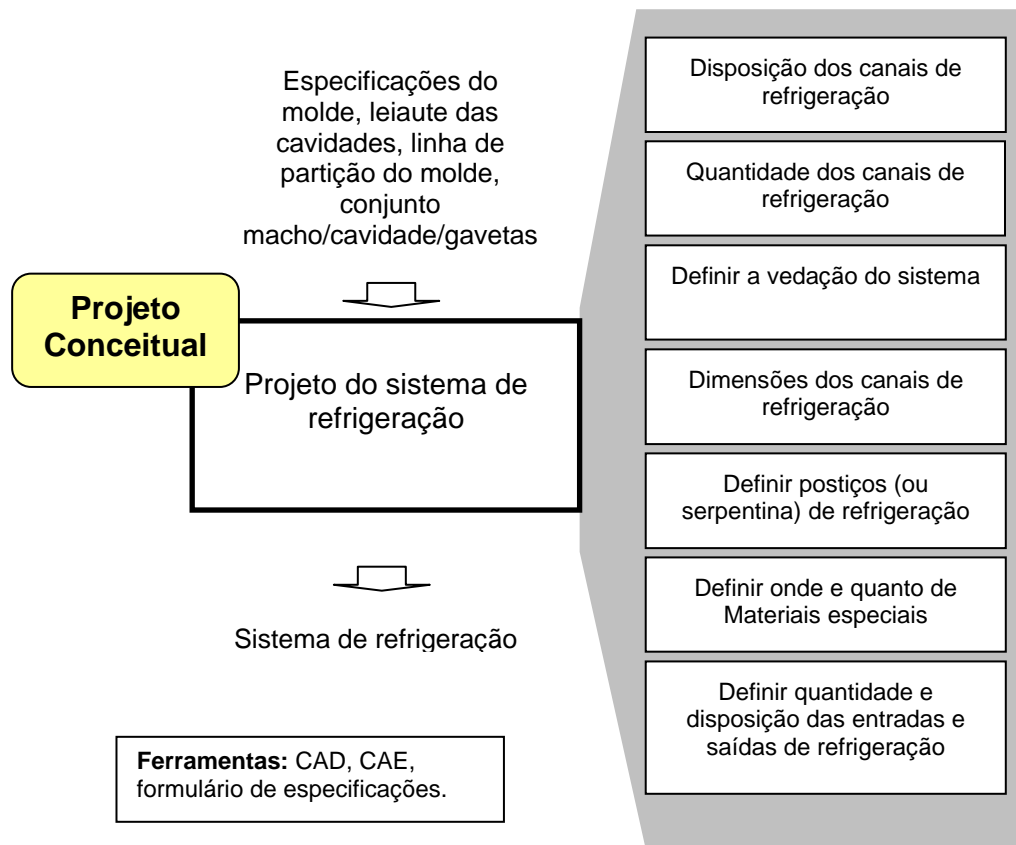 Especificações do
molde, leiaute das
cavidades, linha de
partição do molde,
conjunto
macho/cavidade/gavetas
Projeto
Conceitual
Projeto do sistema de
refrigeração
Sistema de refrigeração
Ferramentas: CAD, CAE,
formulário de especificações.
Disposição dos canais de
refrigeração
Quantidade dos canais de
refrigeração
Definir a vedação do sistema
Dimensões dos canais de
refrigeração
Definir postiços (ou
serpentina) de refrigeração
Definir onde e quanto de
Materiais especiais
Definir quantidade e
disposição das entradas e
saídas de refrigeração